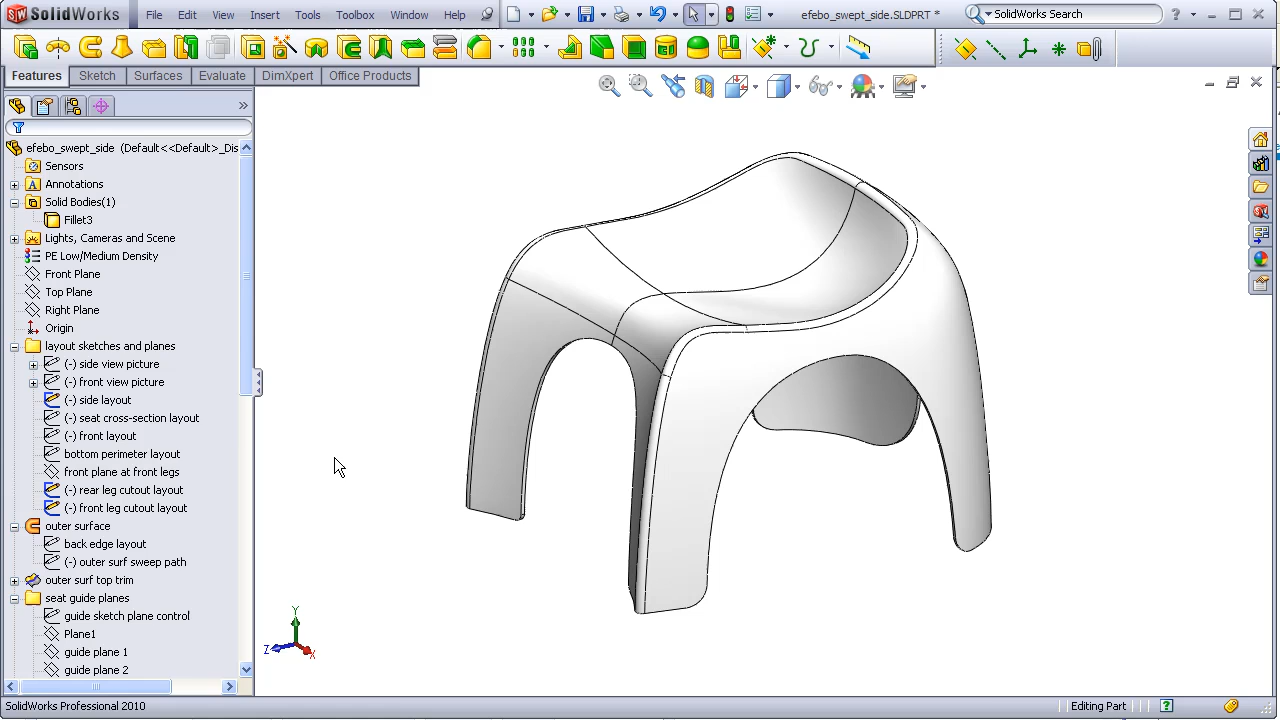 SolidWorks File Edit View Insert Tools Toolbox Window Help efebo_swept_side.SLDPRT * SolidWorks Search
Features Sketch Surfaces Evaluate DimXpert Office Products
efebo_swept_side (Default<<Default>_Dis
Sensors
Annotations
Solid Bodies(1)
Fillet3
Lights, Cameras and Scene
PE Low/Medium Density
Front Plane
Top Plane
Right Plane
Origin
layout sketches and planes
(-) side view picture
(-) front view picture
(-) side layout
(-) seat cross-section layout
(-) front layout
bottom perimeter layout
front plane at front legs
(-) rear leg cutout layout
(-) front leg cutout layout
outer surface
back edge layout
(-) outer surf sweep path
outer surf top trim
seat guide planes
guide sketch plane control
Plane1
guide plane 1
guide plane 2
Y
Z
X
SolidWorks Professional 2010 Editing Part